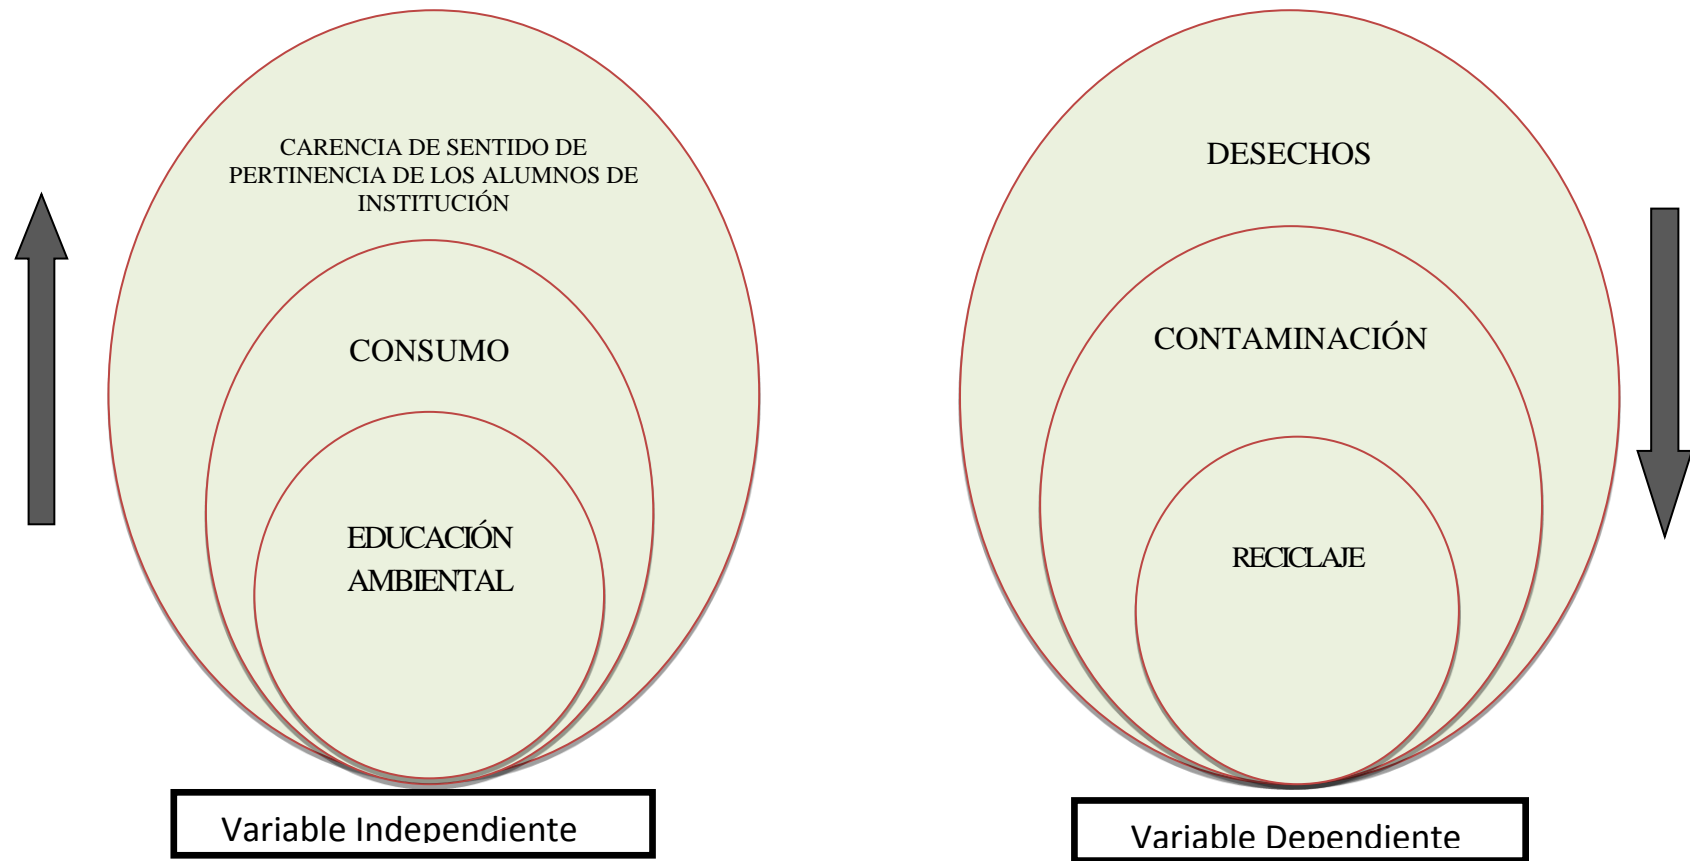 CARENCIA DE SENTIDO DE
PERTINENCIA DE LOS ALUMNOS DE
INSTITUCIÓN
CONSUMO
EDUCACIÓN
AMBIENTAL
Variable Independiente
DESECHOS
CONTAMINACIÓN
RECICLAJE
Variable Dependiente